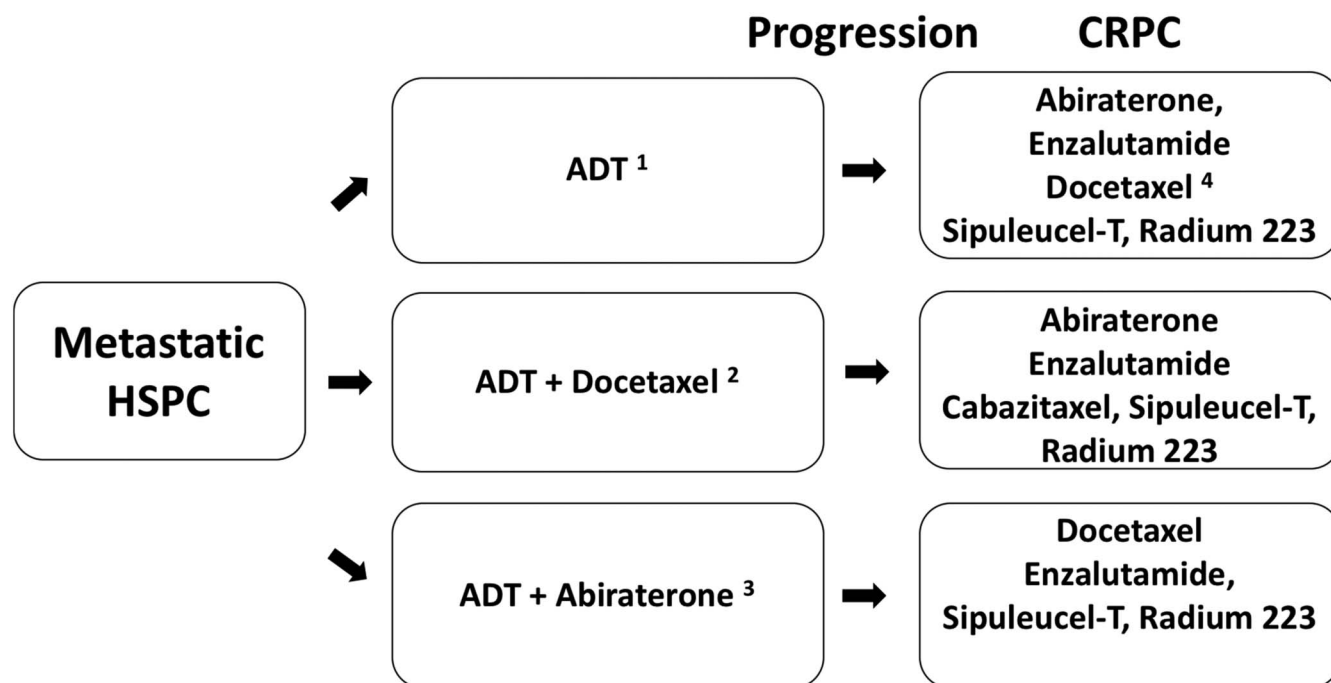 Progression CRPC
Metastatic
HSPC
ADT ¹
Abiraterone,
Enzalutamide
Docetaxel ⁴
Sipuleucel-T, Radium 223
ADT + Docetaxel ²
Abiraterone
Enzalutamide
Cabazitaxel, Sipuleucel-T,
Radium 223
ADT + Abiraterone ³
Docetaxel
Enzalutamide,
Sipuleucel-T, Radium 223